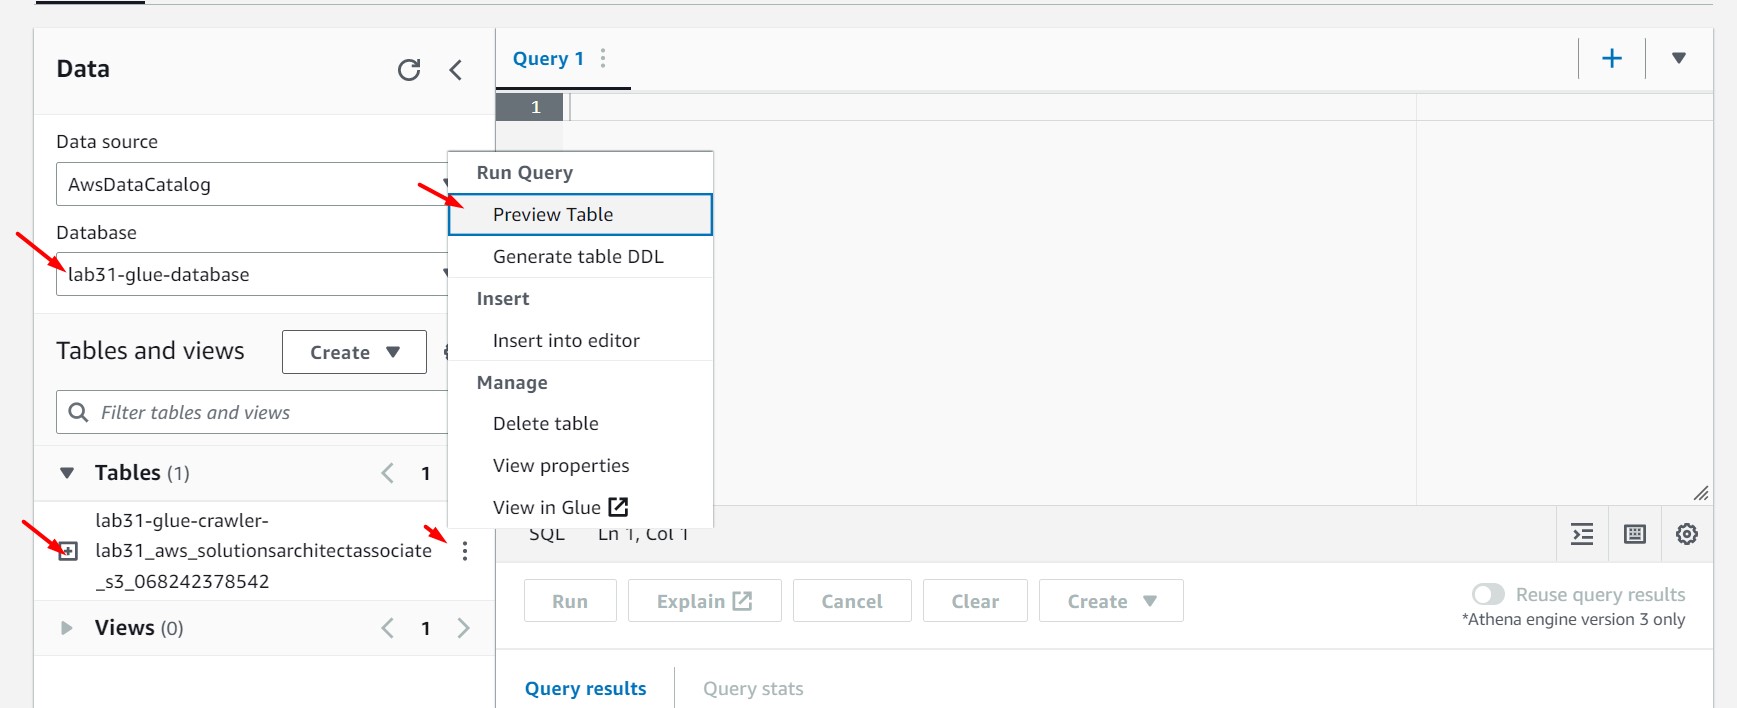 Data
Data source
AwsDataCatalog
Database
lab31-glue-database
Tables and views
Create
Filter tables and views
Tables (1)
1
lab31-glue-crawler-
lab31_aws_solutionsarchitectassociate
_s3_068242378542
Views (0)
1
Query 1
1
Run Query
Preview Table
Generate table DDL
Insert
Insert into editor
Manage
Delete table
View properties
View in Glue
SQL
Ln 1, Col 1
Run
Explain
Cancel
Clear
Create
Reuse query results
*Athena engine version 3 only
Query results
Query stats